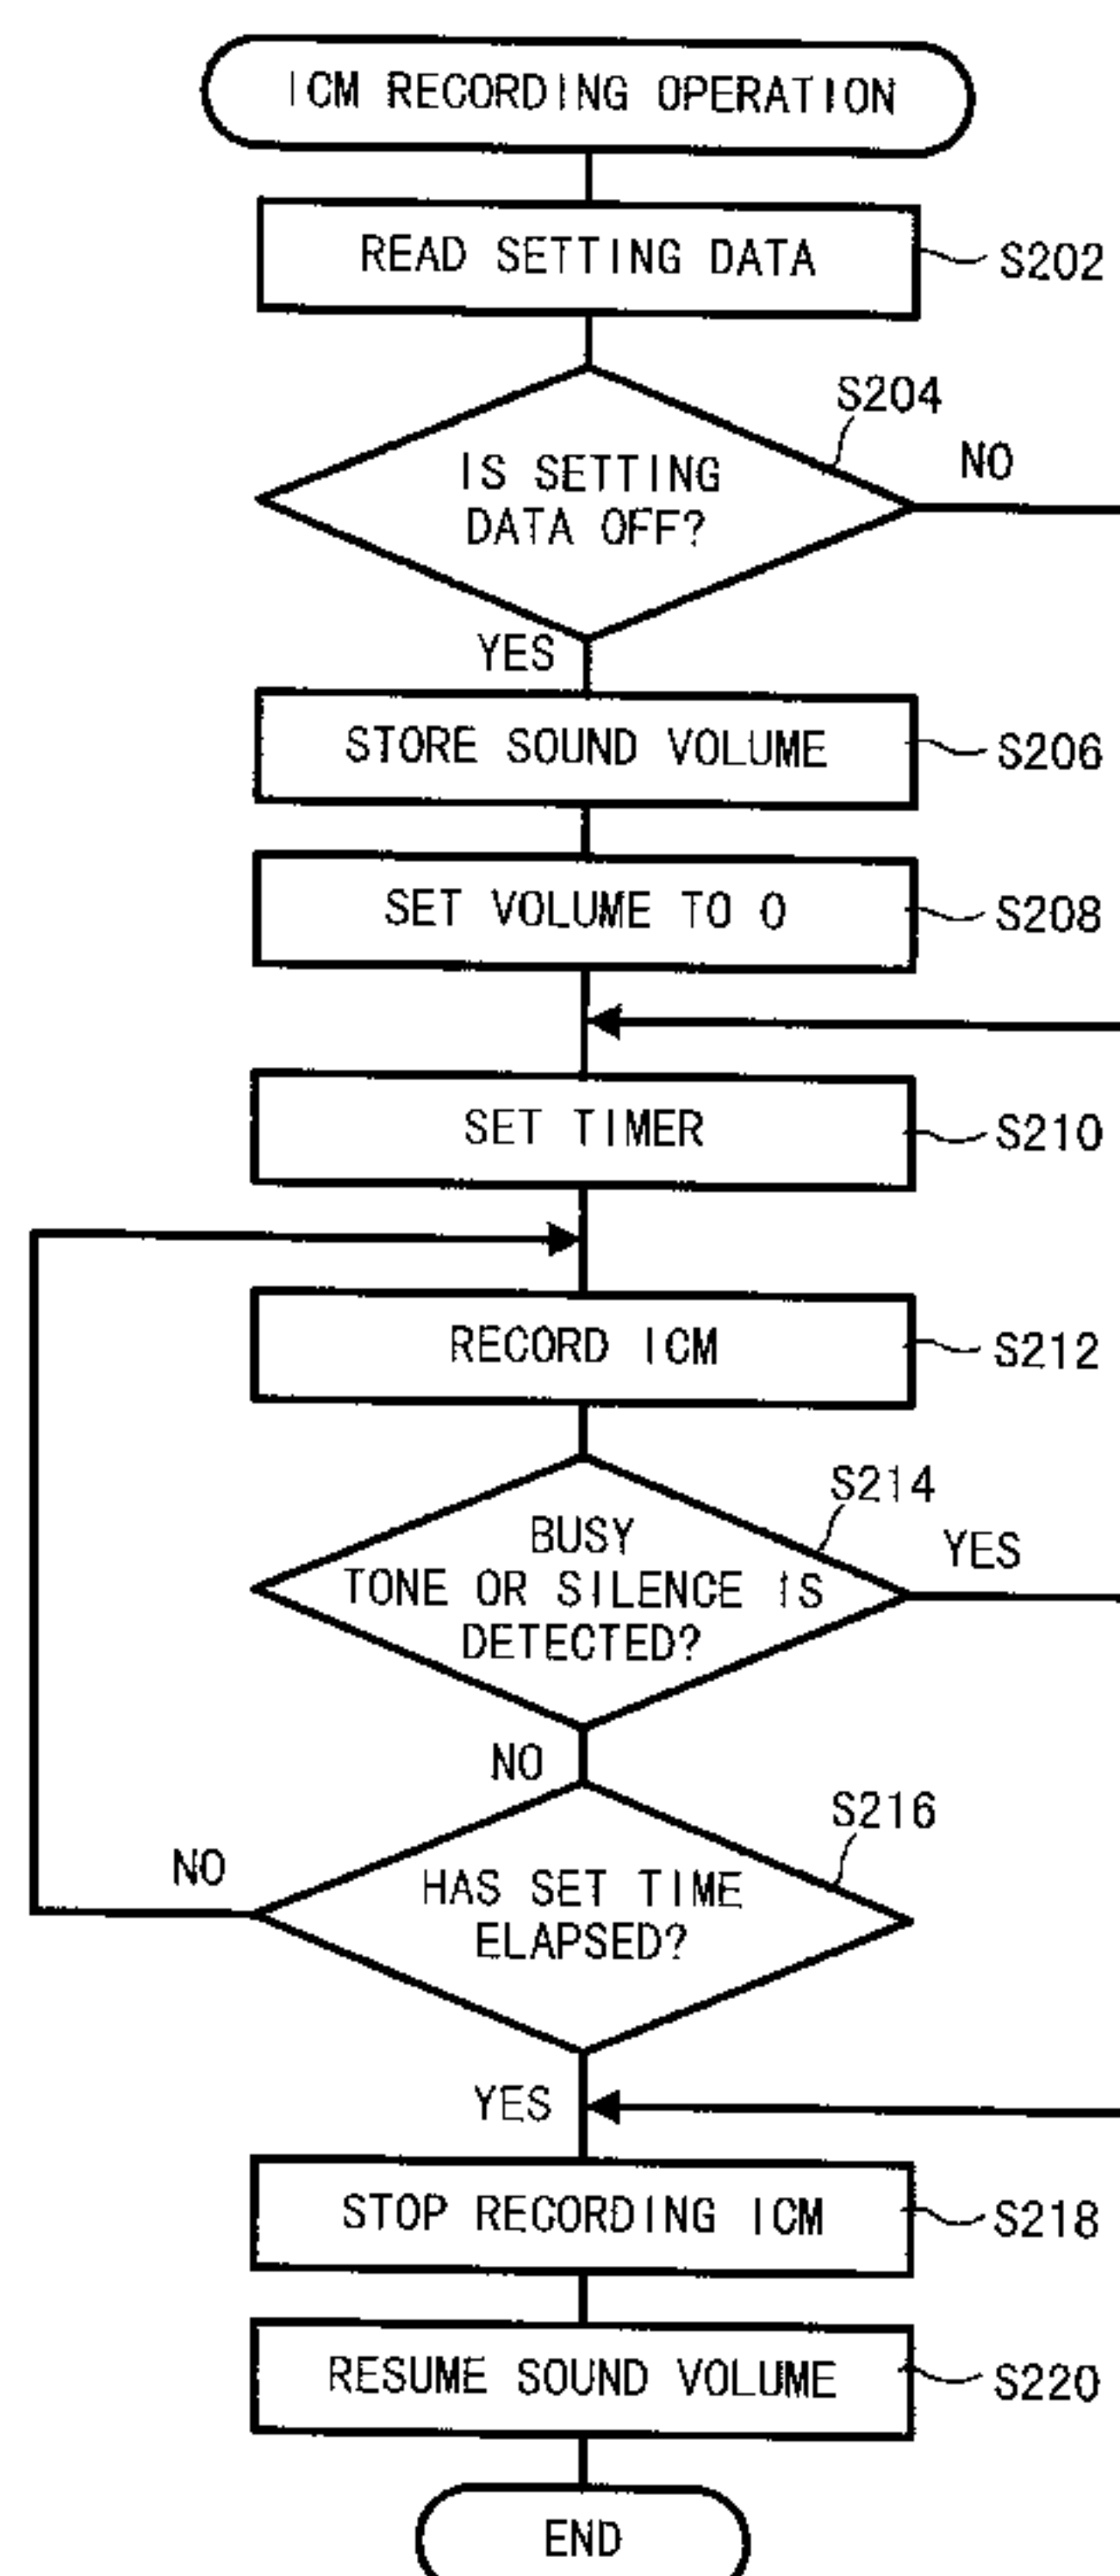 ICM RECORDING OPERATION
READ SETTING DATA
S202
S204
IS SETTING
DATA OFF?
NO
YES
STORE SOUND VOLUME
S206
SET VOLUME TO 0
S208
SET TIMER
S210
RECORD ICM
S212
S214
BUSY
TONE OR SILENCE IS
DETECTED?
YES
NO
S216
HAS SET TIME
ELAPSED?
NO
YES
STOP RECORDING ICM
S218
RESUME SOUND VOLUME
S220
END